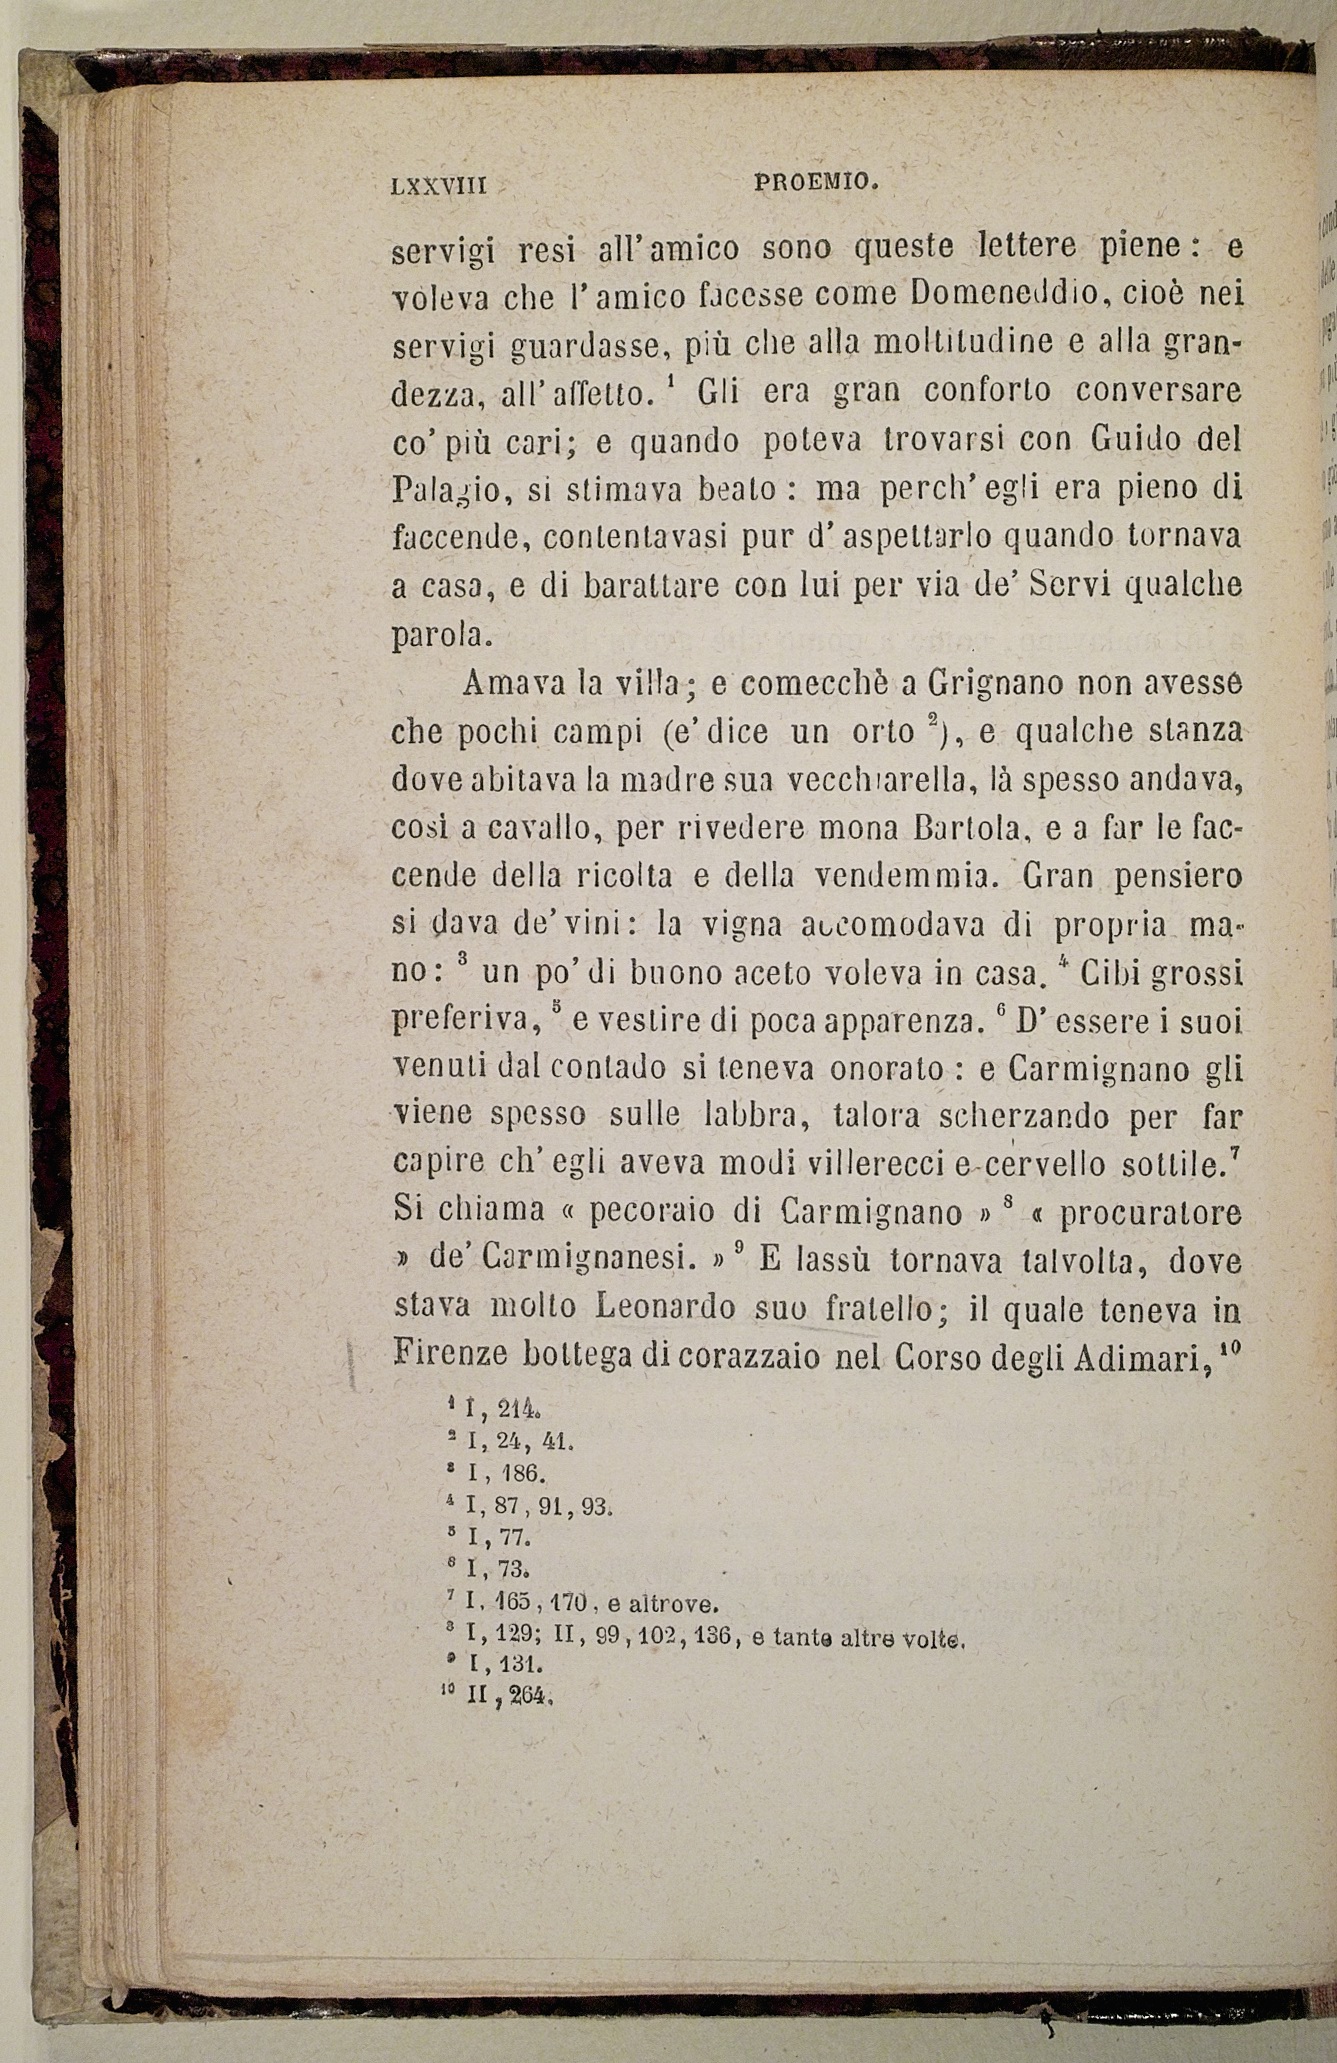 LXXVIII PROEMIO.
servigi resi all' amico sono queste lettere piene : e
voleva che l' amico facesse come Domeneddio, cioè nei
servigi guardasse, più che alla moltitudine e alla gran-
dezza, all' affetto. ¹ Gli era gran conforto conversare
co' più cari; e quando poteva trovarsi con Guido del
Palagio, si stimava beato : ma perch' egli era pieno di
faccende, contentavasi pur d' aspettarlo quando tornava
a casa, e di barattare con lui per via de' Servi qualche
parola.
Amava la villa; e comecchè a Grignano non avesse
che pochi campi (e' dice un orto ²), e qualche stanza
dove abitava la madre sua vecchiarella, là spesso andava,
così a cavallo, per rivedere mona Bartola, e a far le fac-
cende della ricolta e della vendemmia. Gran pensiero
si dava de' vini: la vigna accomodava di propria ma-
no: ³ un po' di buono aceto voleva in casa. ⁴ Cibi grossi
preferiva, ⁵ e vestire di poca apparenza. ⁶ D' essere i suoi
venuti dal contado si teneva onorato : e Carmignano gli
viene spesso sulle labbra, talora scherzando per far
capire ch' egli aveva modi villerecci e cervello sottile.⁷
Si chiama « pecoraio di Carmignano » ⁸ « procuratore
» de' Carmignanesi. » ⁹ E lassù tornava talvolta, dove
stava molto Leonardo suo fratello; il quale teneva in
Firenze bottega di corazzaio nel Corso degli Adimari, ¹⁰
¹ I, 214.
² I, 24, 41.
³ I, 186.
⁴ I, 87, 91, 93.
⁵ I, 77.
⁶ I, 73.
⁷ I, 165, 170, e altrove.
⁸ I, 129; II, 99, 102, 136, e tante altre volte.
⁹ I, 131.
¹⁰ II, 264.